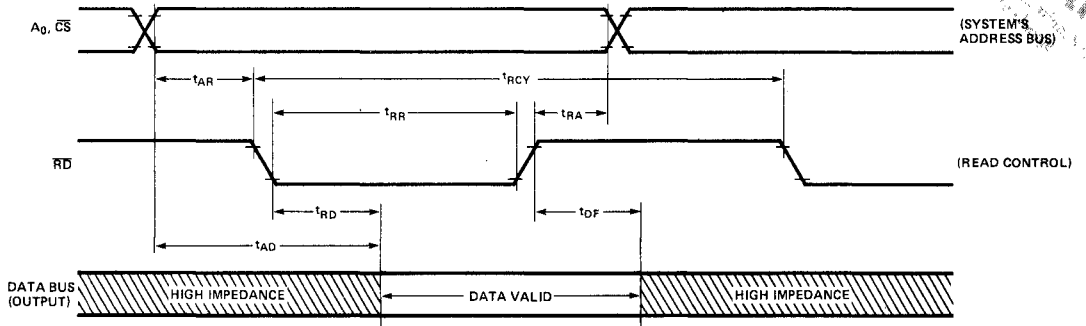 A0, CS
(SYSTEM'S
ADDRESS BUS)
tAR
tRCY
tRR
tRA
RD
(READ CONTROL)
tRD
tDF
tAD
DATA BUS
(OUTPUT)
HIGH IMPEDANCE
DATA VALID
HIGH IMPEDANCE